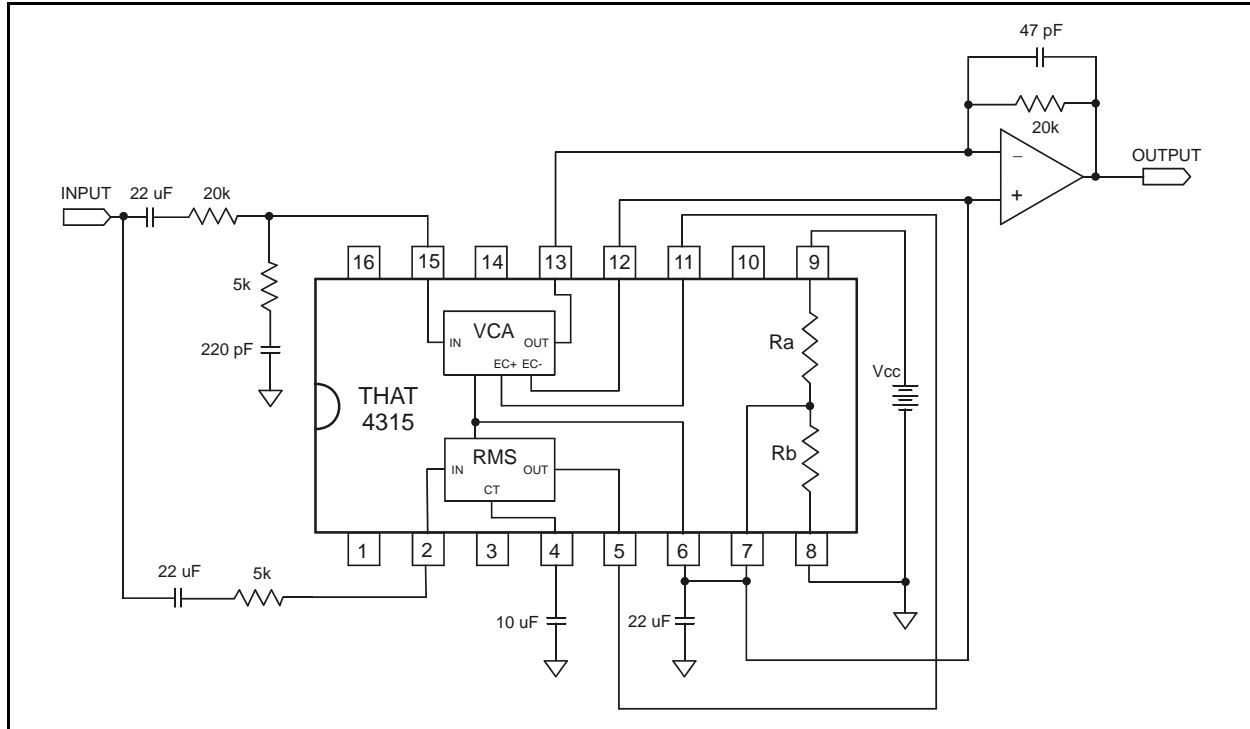 47 pF
20k
OUTPUT
INPUT
22 uF
20k
5k
220 pF
16
15
14
13
12
11
10
9
VCA
IN
OUT
EC+ EC-
THAT
4315
RMS
IN
OUT
CT
Ra
Rb
Vcc
1
2
3
4
5
6
7
8
22 uF
5k
10 uF
22 uF
−
+